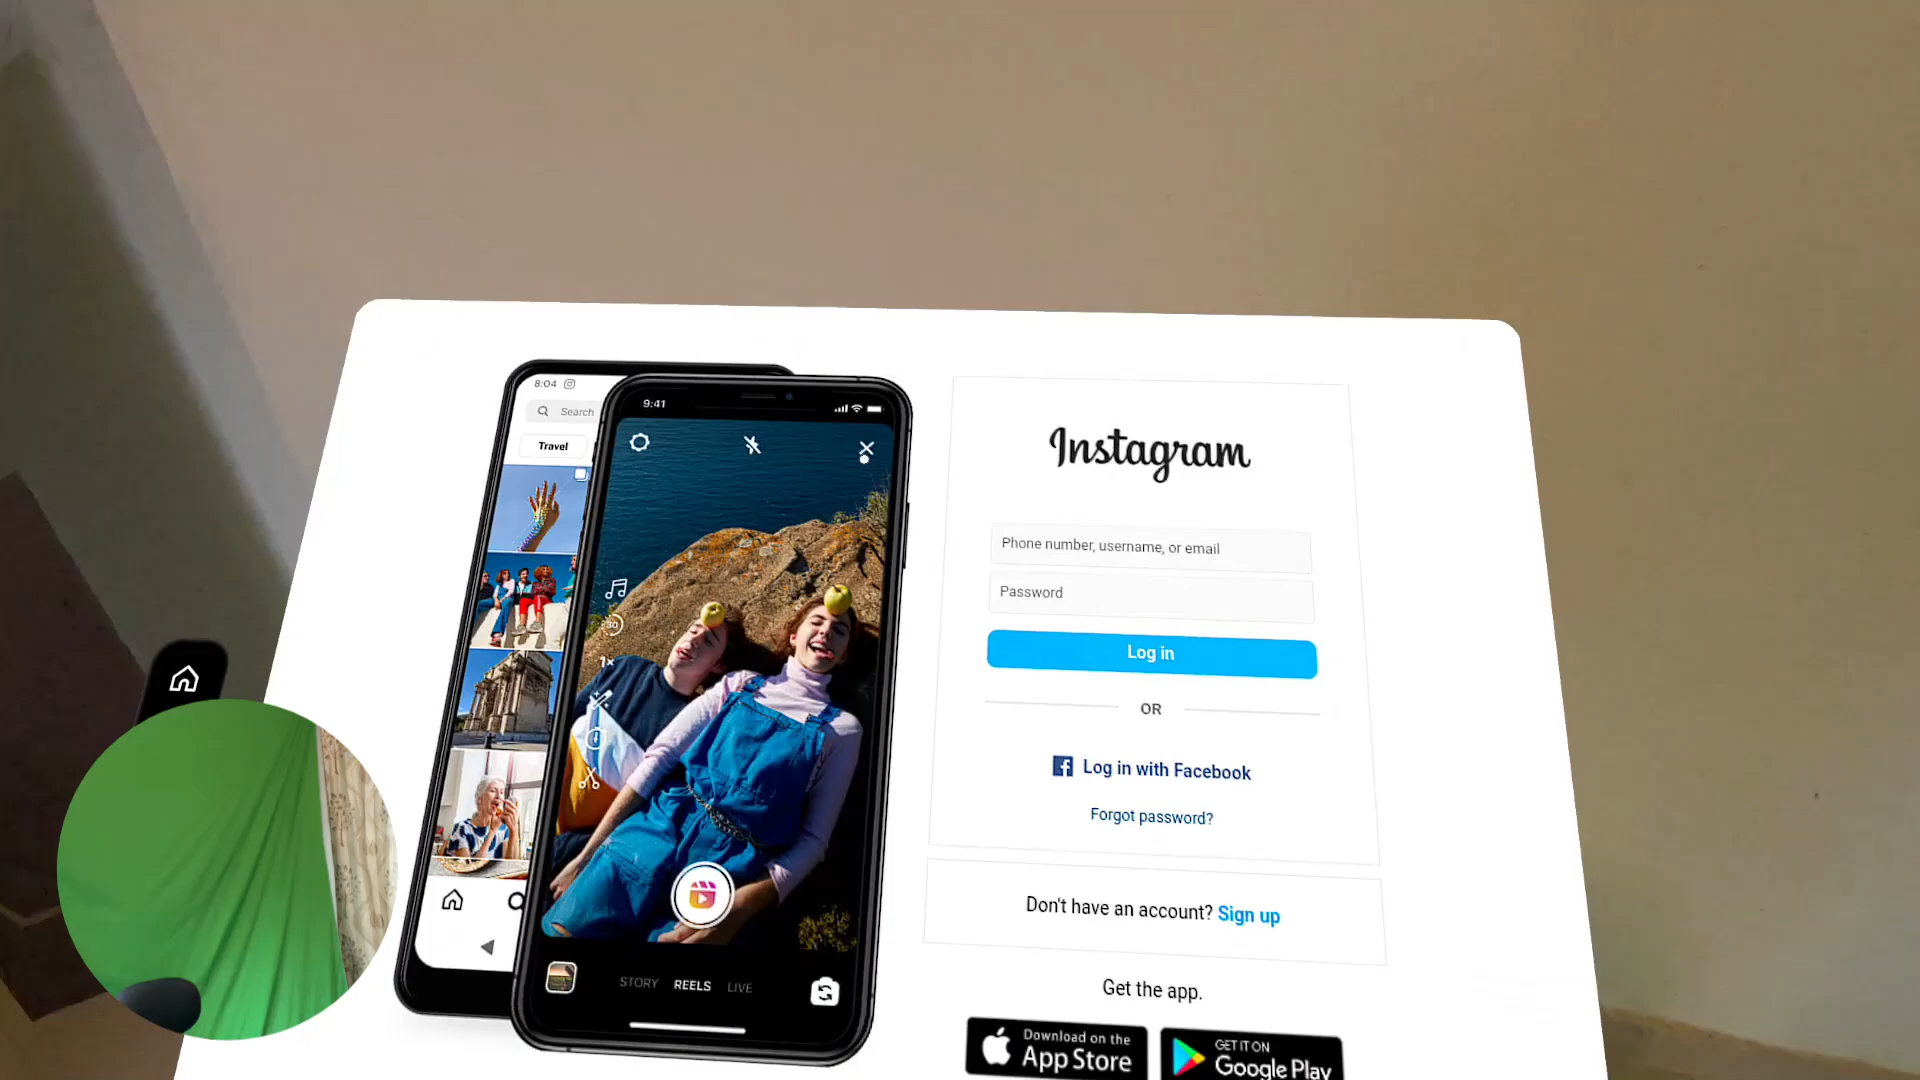 8:04
Search
Travel
9:41
30
1×
STORY REELS LIVE
Instagram
Phone number, username, or email
Password
Log in
OR
Log in with Facebook
Forgot password?
Don't have an account? Sign up
Get the app.
Download on the
App Store
GET IT ON
Google Play